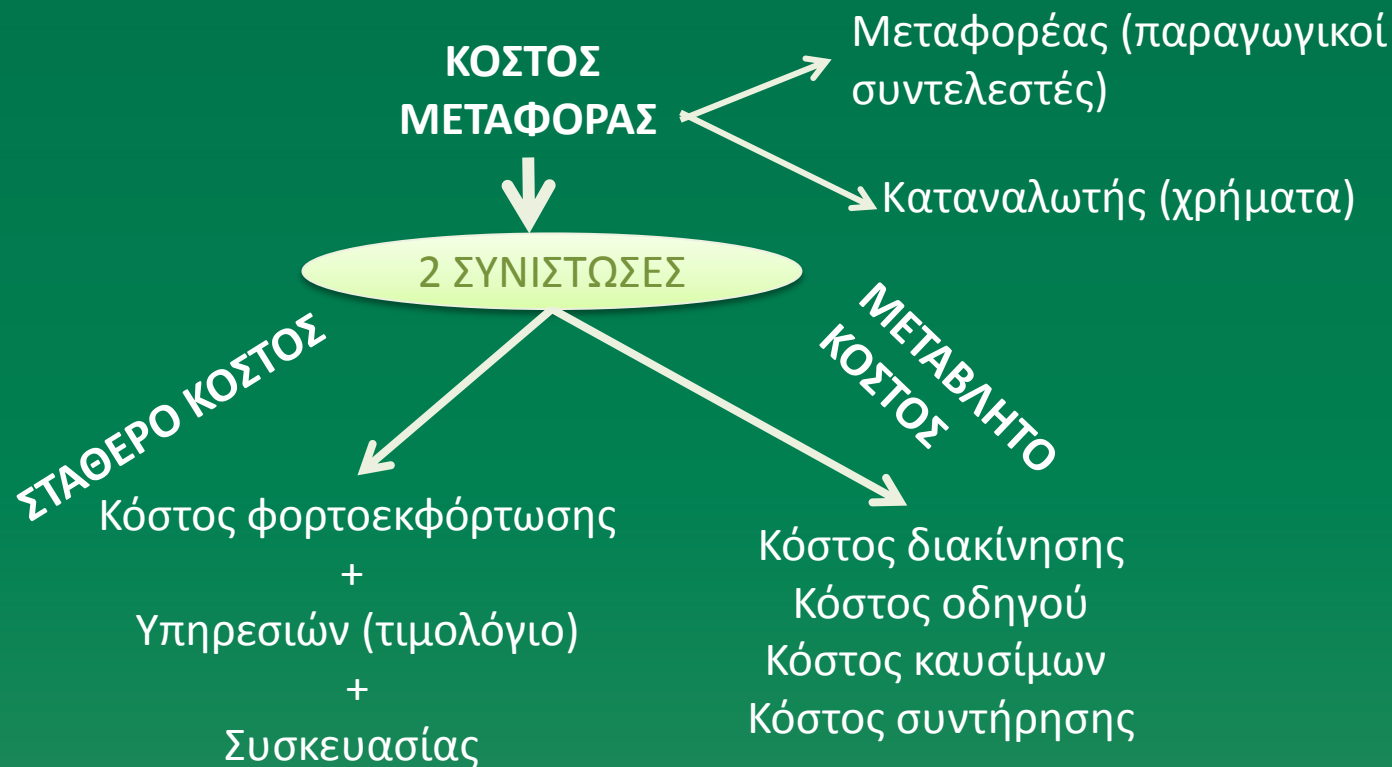 ΚΟΣΤΟΣ
ΜΕΤΑΦΟΡΑΣ
Μεταφορέας (παραγωγικοί
συντελεστές)
Καταναλωτής (χρήματα)
2 ΣΥΝΙΣΤΩΣΕΣ
ΣΤΑΘΕΡΟ ΚΟΣΤΟΣ
Κόστος φορτοεκφόρτωσης
+
Υπηρεσιών (τιμολόγιο)
+
Συσκευασίας
ΜΕΤΑΒΛΗΤΟ
ΚΟΣΤΟΣ
Κόστος διακίνησης
Κόστος οδηγού
Κόστος καυσίμων
Κόστος συντήρησης